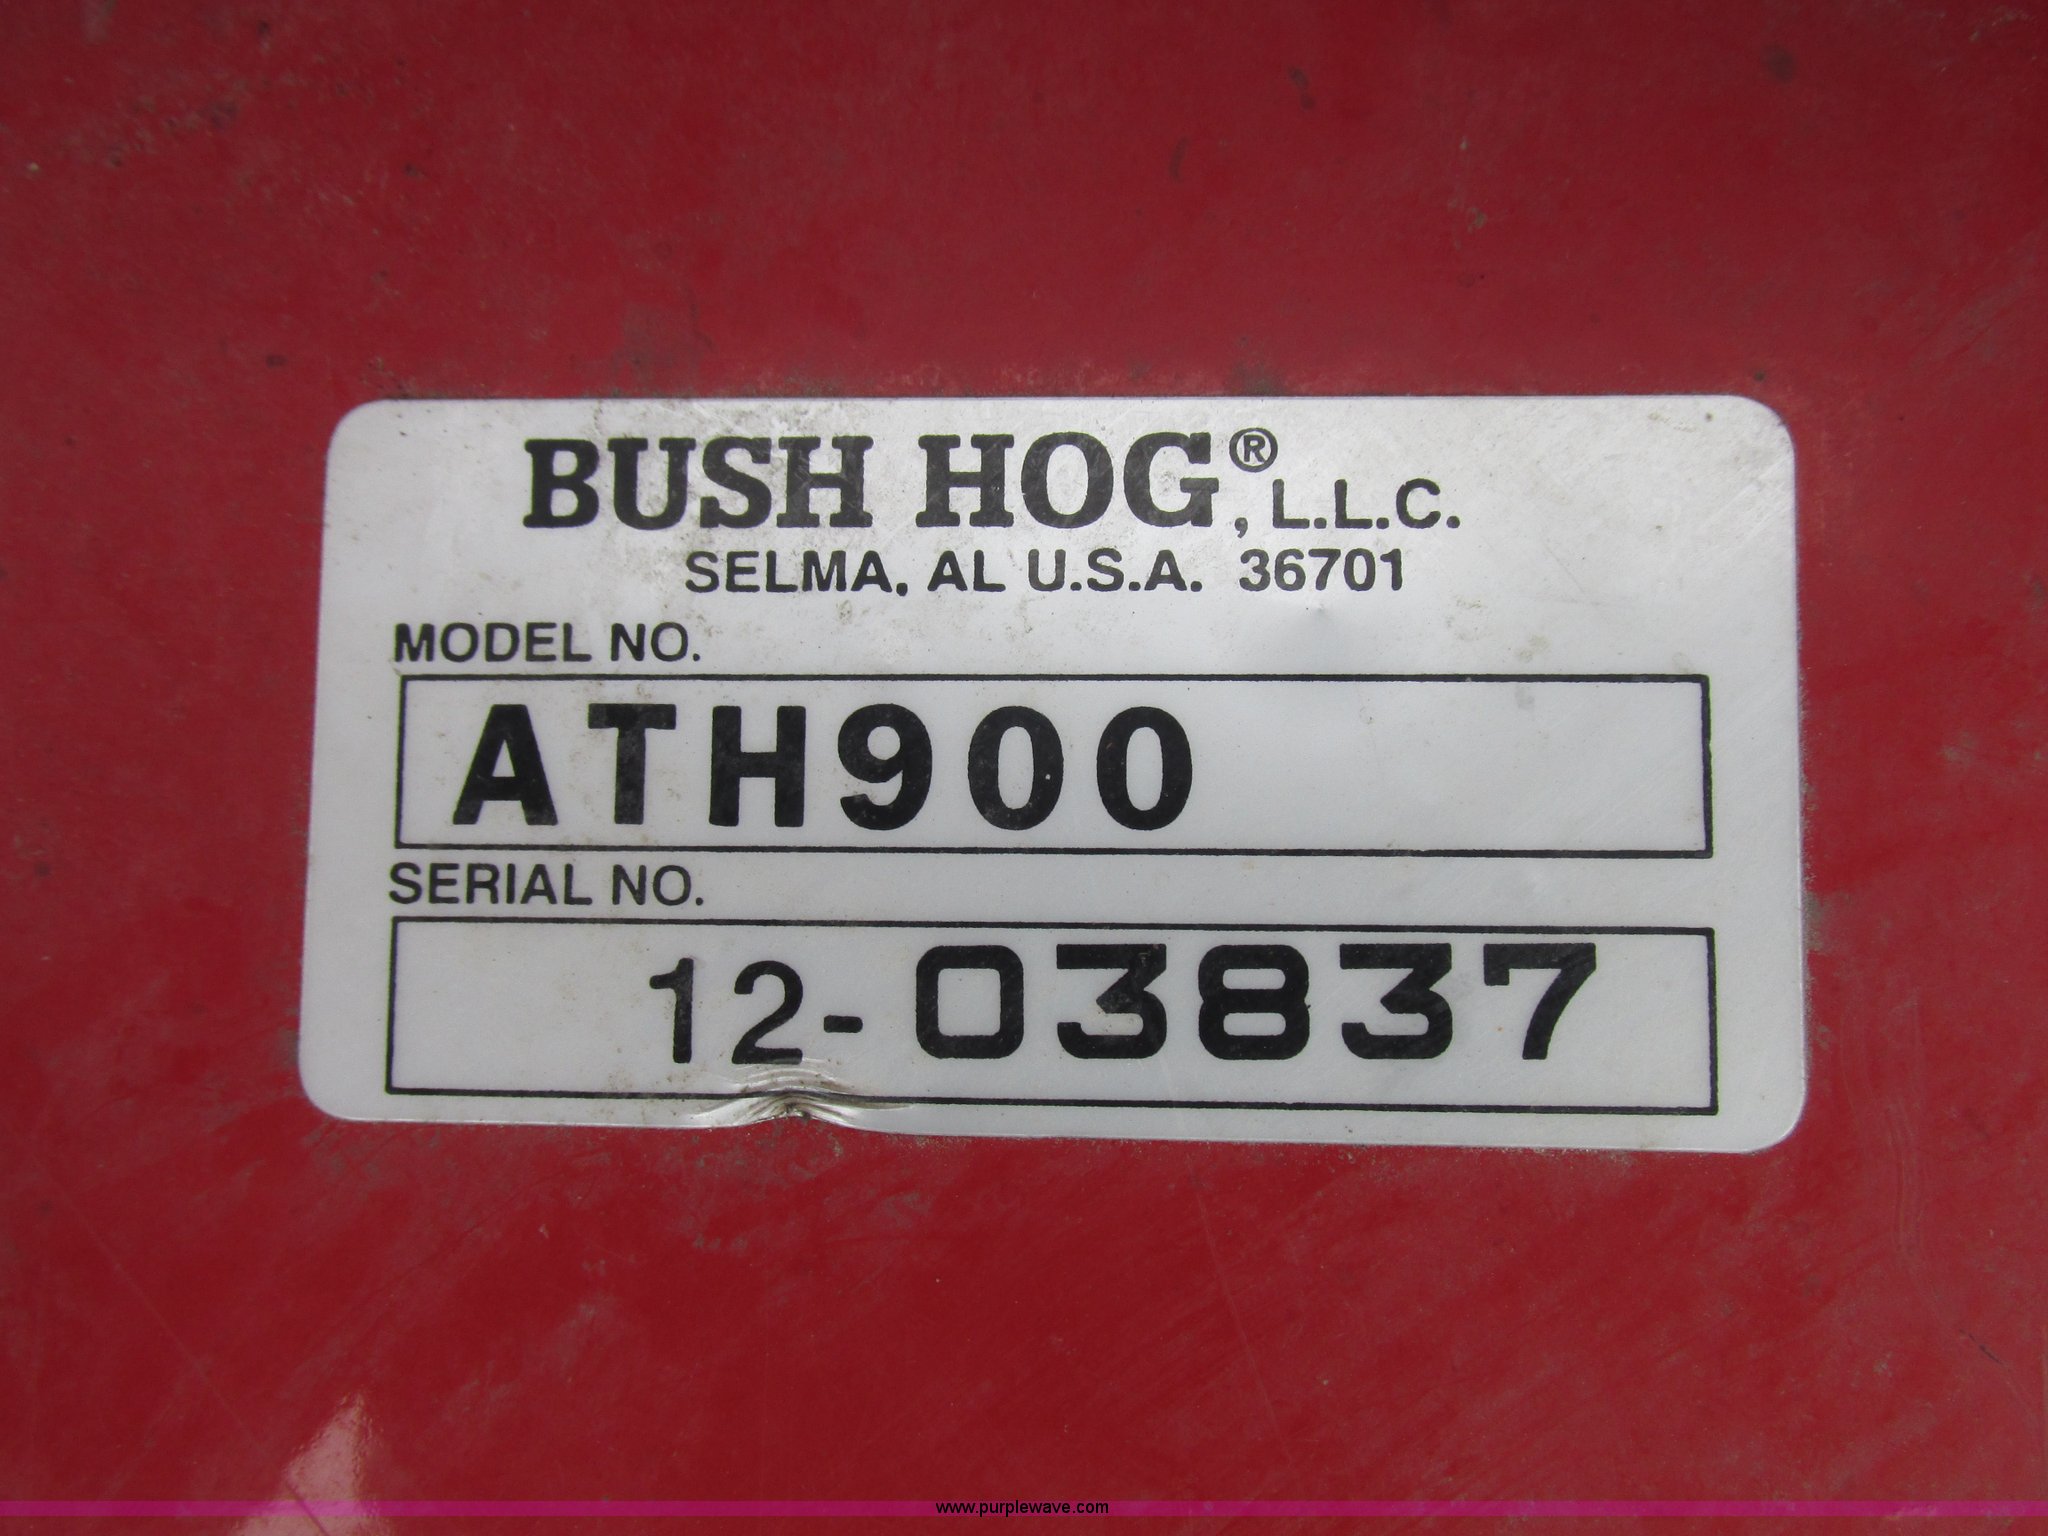 BUSH HOG®, L.L.C.
SELMA, AL U.S.A. 36701
MODEL NO.
ATH900
SERIAL NO.
12-03837
www.purplewave.com